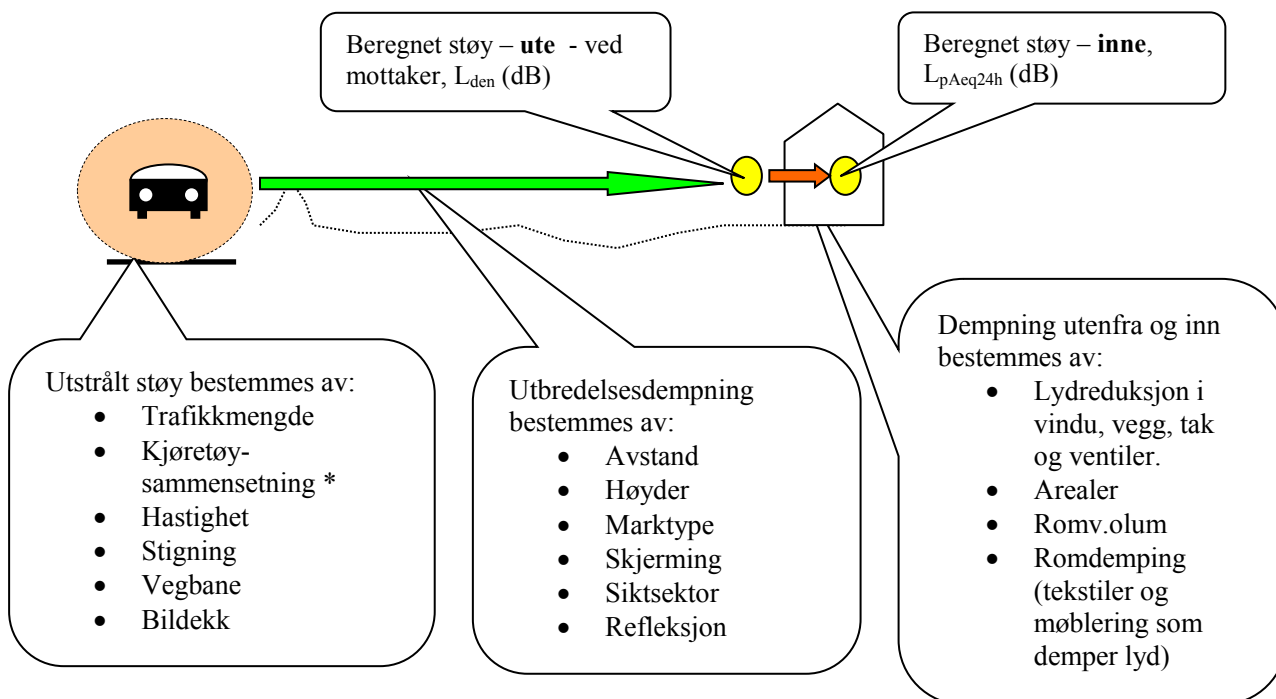 Beregnet støy – ute - ved
mottaker, Lden (dB)
Beregnet støy – inne,
LpAeq24h (dB)
Utstrålt støy bestemmes av:
• Trafikkmengde
• Kjøretøy-
sammensetning *
• Hastighet
• Stigning
• Vegbane
• Bildekk
Utbredelsesdempning
bestemmes av:
• Avstand
• Høyder
• Marktype
• Skjerming
• Siktsektor
• Refleksjon
Dempning utenfra og inn
bestemmes av:
• Lydreduksjon i
vindu, vegg, tak
og ventiler.
• Arealer
• Romv.olum
• Romdemping
(tekstiler og
møblering som
demper lyd)